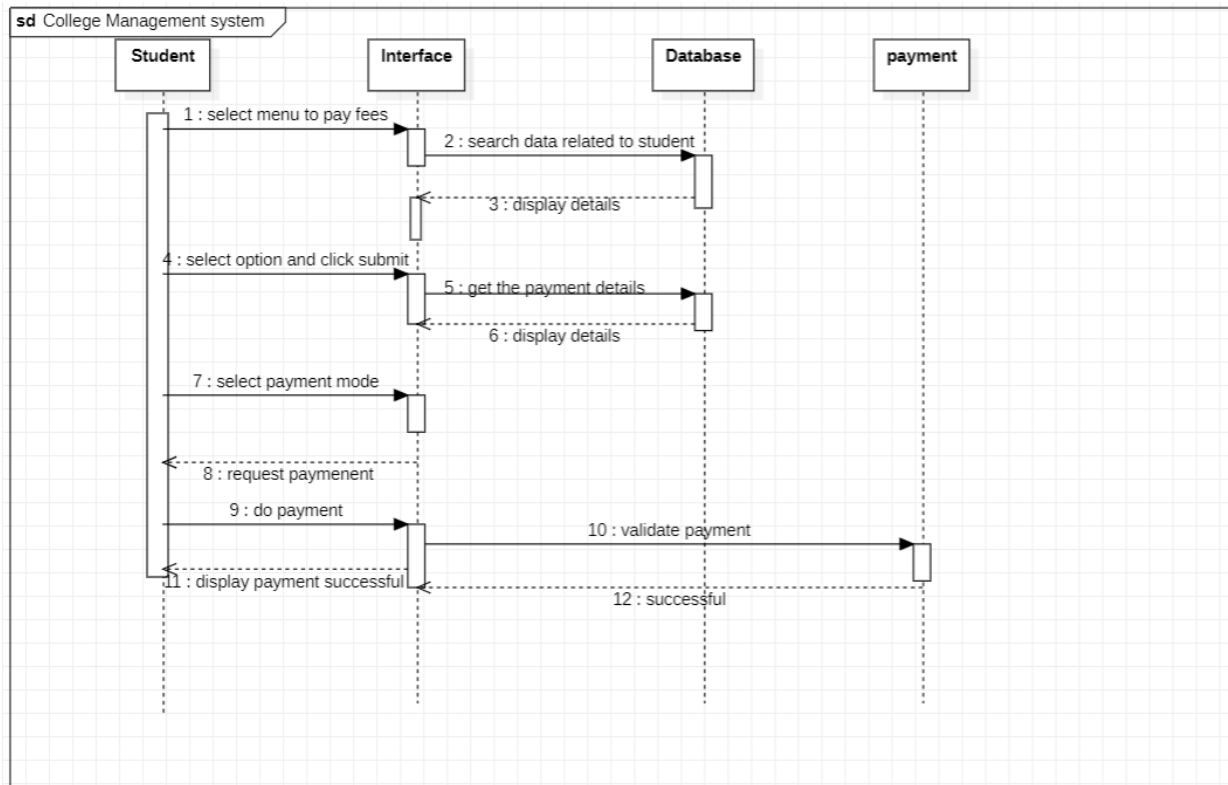 sd College Management system
Student
Interface
Database
payment
1 : select menu to pay fees
2 : search data related to student
3 : display details
4 : select option and click submit
5 : get the payment details
6 : display details
7 : select payment mode
8 : request paymenent
9 : do payment
10 : validate payment
11 : display payment successful
12 : successful